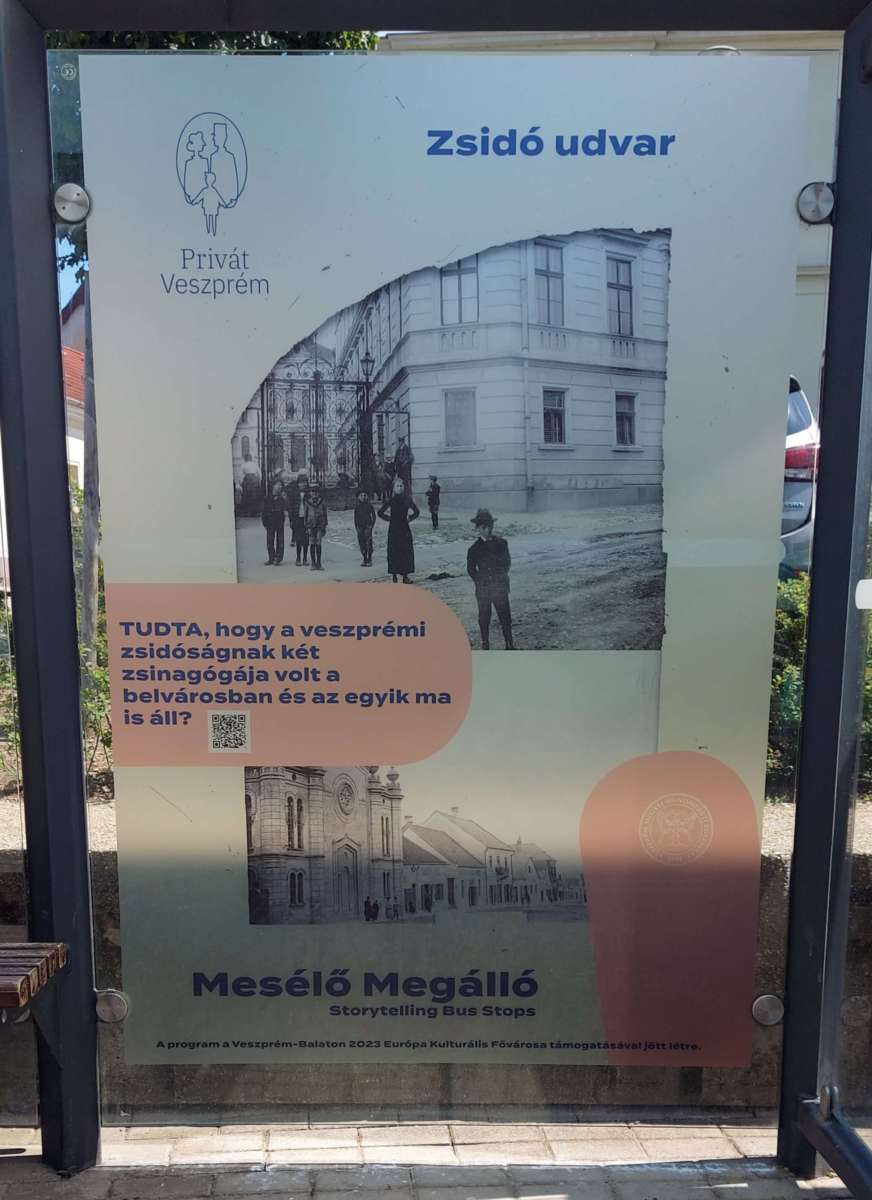 Zsidó udvar
Privát
Veszprém
TUDTA, hogy a veszprémi
zsidóságnak két
zsinagógája volt a
belvárosban és az egyik ma
is áll?
Mesélő Megálló
Storytelling Bus Stops
A program a Veszprém-Balaton 2023 Európa Kulturális Fővárosa támogatásával jött létre.